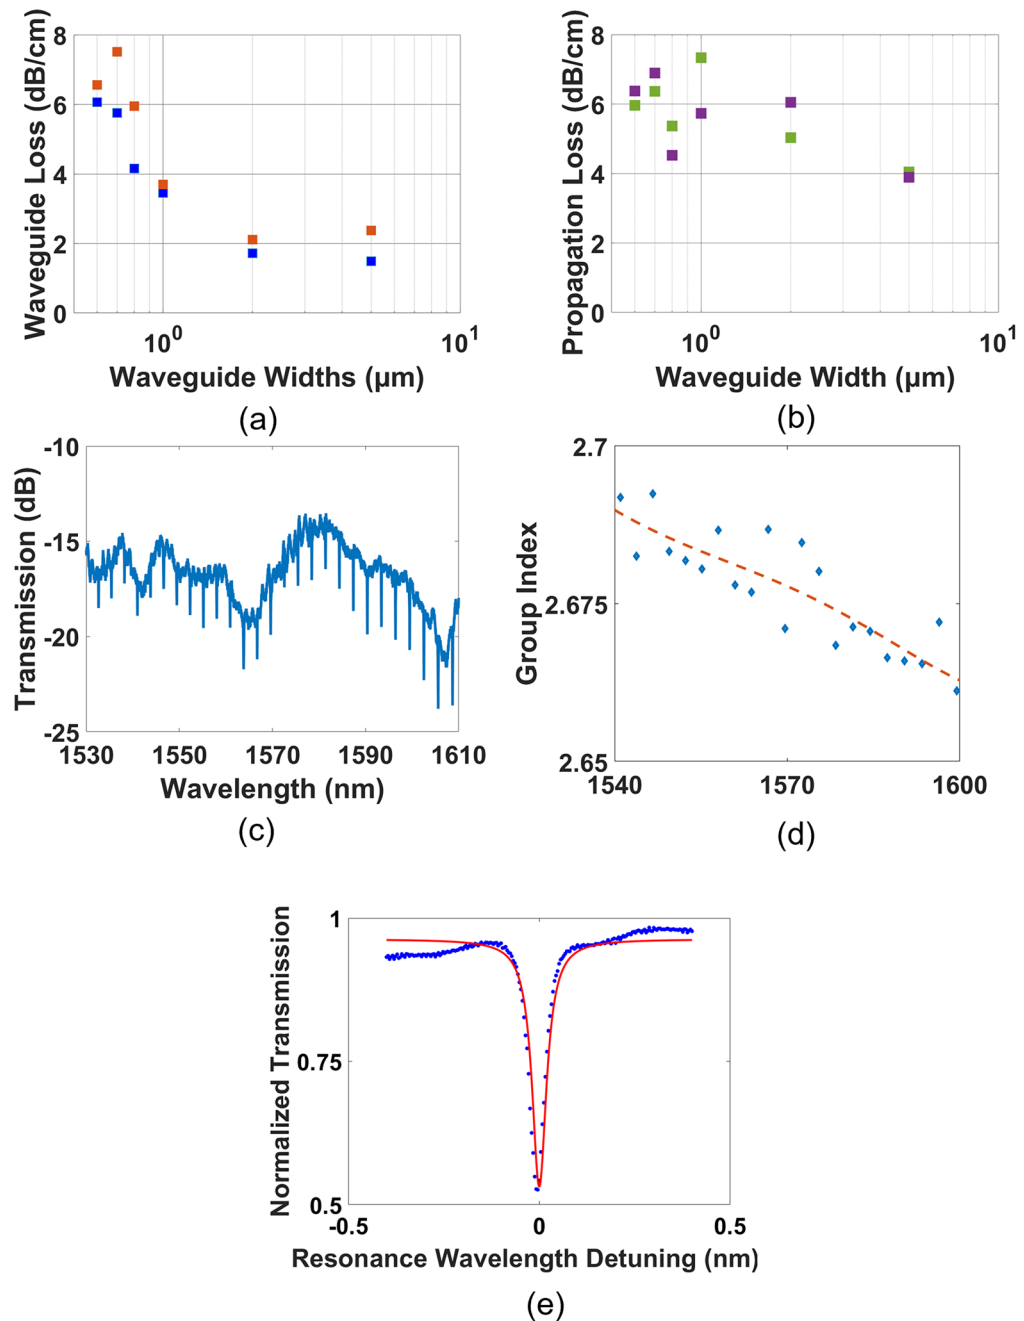 8
6
4
2
0
Waveguide Loss (dB/cm)
10^0
10^1
Waveguide Widths (µm)
(a)
8
6
4
2
0
Propagation Loss (dB/cm)
10^0
10^1
Waveguide Width (µm)
(b)
-10
-15
-20
-25
Transmission (dB)
1530 1550 1570 1590 1610
Wavelength (nm)
(c)
2.7
2.675
2.65
Group Index
1540 1570 1600
(d)
1
0.75
0.5
Normalized Transmission
-0.5 0 0.5
Resonance Wavelength Detuning (nm)
(e)